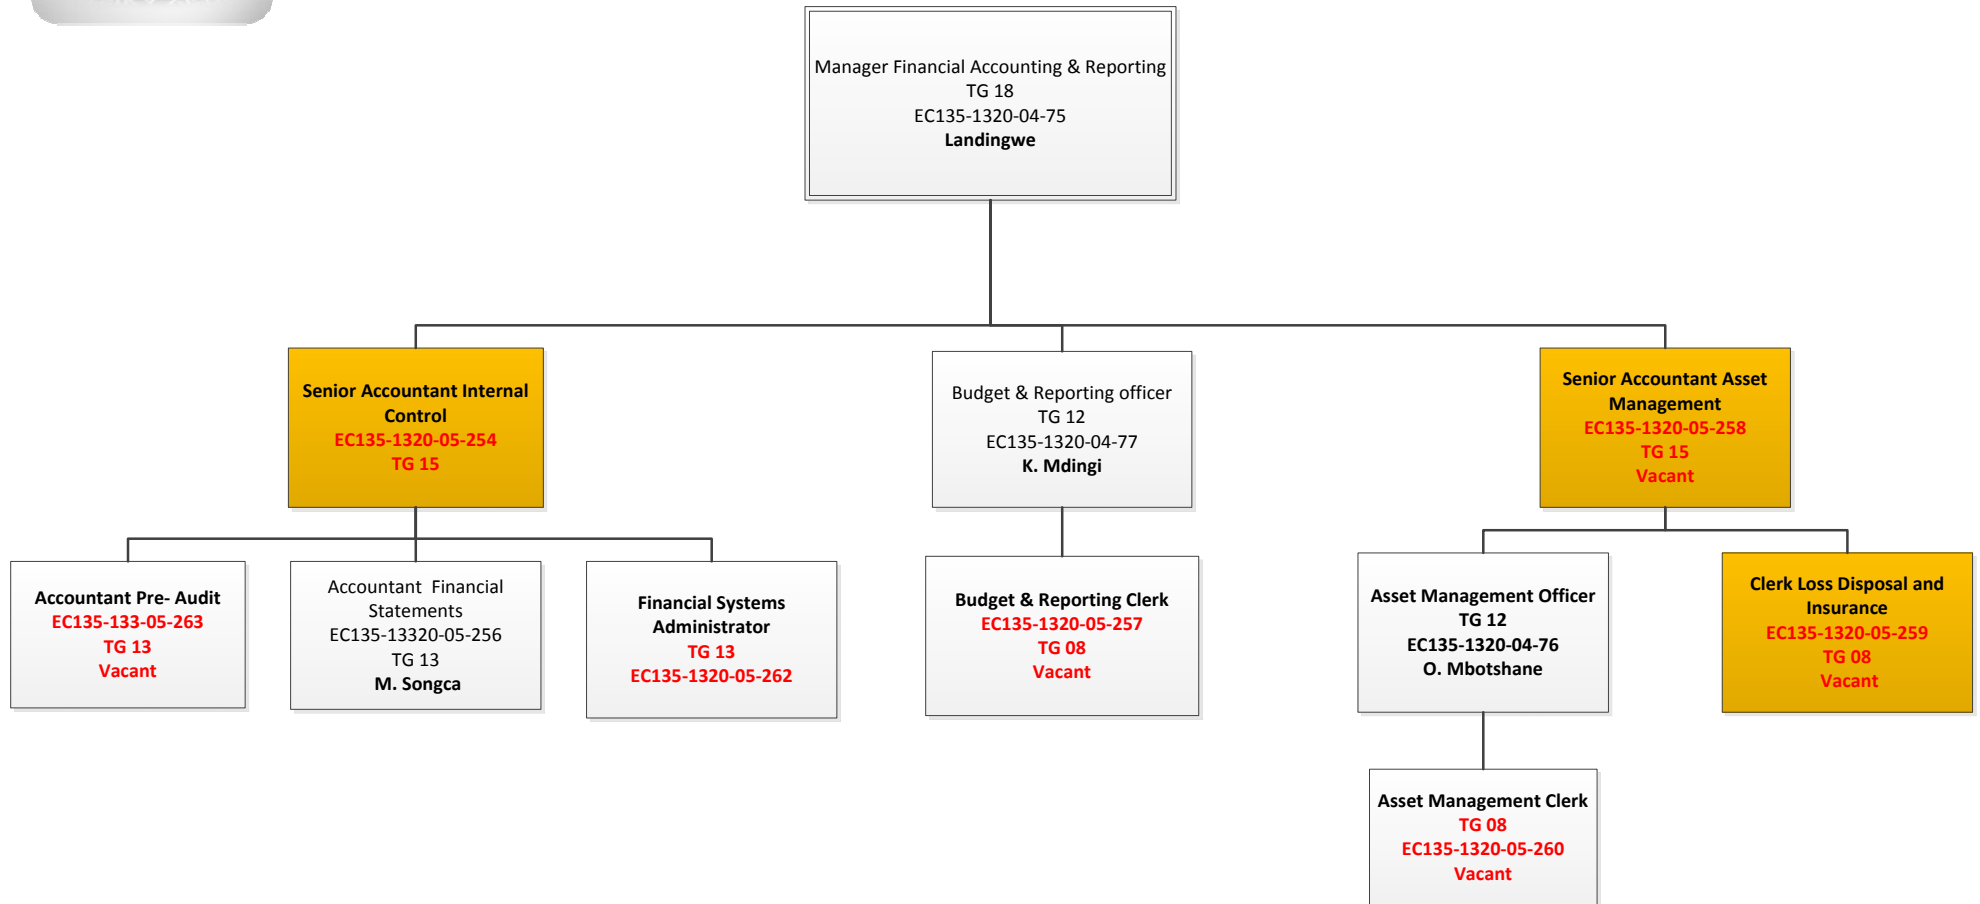 Manager Financial Accounting & Reporting
TG 18
EC135-1320-04-75
Landingwe
Senior Accountant Internal
Control
EC135-1320-05-254
TG 15
Budget & Reporting officer
TG 12
EC135-1320-04-77
K. Mdingi
Senior Accountant Asset
Management
EC135-1320-05-258
TG 15
Vacant
Accountant Pre- Audit
EC135-133-05-263
TG 13
Vacant
Accountant  Financial
Statements
EC135-13320-05-256
TG 13
M. Songca
Financial Systems
Administrator
TG 13
EC135-1320-05-262
Budget & Reporting Clerk
EC135-1320-05-257
TG 08
Vacant
Asset Management Officer
TG 12
EC135-1320-04-76
O. Mbotshane
Clerk Loss Disposal and
Insurance
EC135-1320-05-259
TG 08
Vacant
Asset Management Clerk
TG 08
EC135-1320-05-260
Vacant